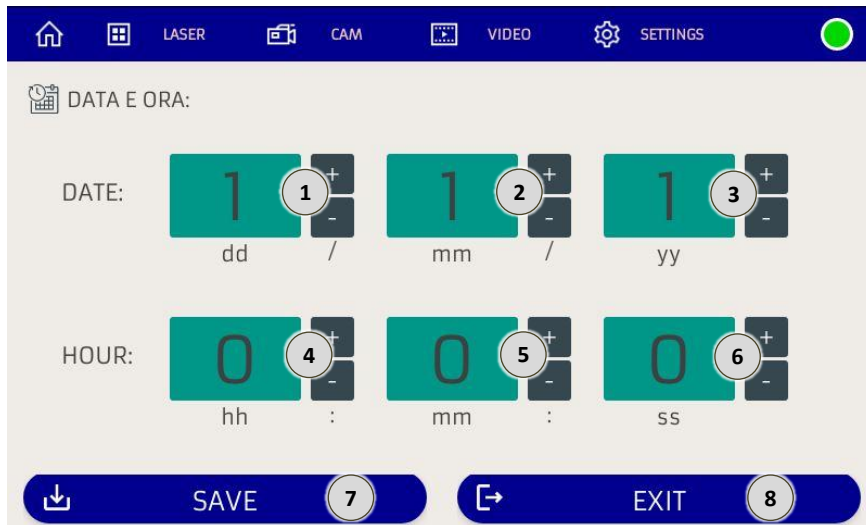 LASER CAM VIDEO SETTINGS
DATA E ORA:
DATE: 1 1 + 1 2 + 1 3 +
- - -
dd / mm / yy
HOUR: 0 4 + 0 5 + 0 6 +
- - -
hh : mm : ss
SAVE 7 EXIT 8